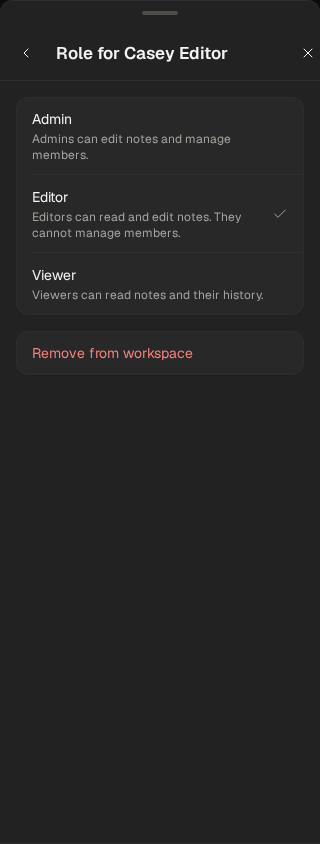 Role for Casey Editor
Admin
Admins can edit notes and manage
members.
Editor
Editors can read and edit notes. They
cannot manage members.
Viewer
Viewers can read notes and their history.
Remove from workspace